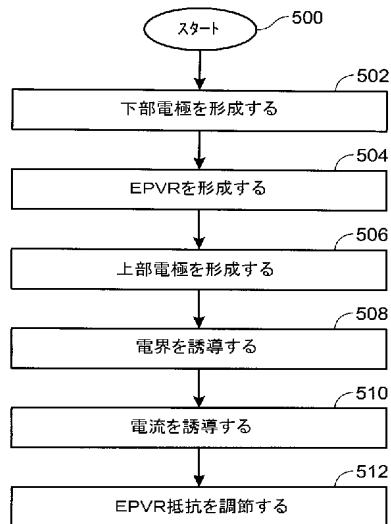 スタート
500
502
下部電極を形成する
504
EPVRを形成する
506
上部電極を形成する
508
電界を誘導する
510
電流を誘導する
512
EPVR抵抗を調節する